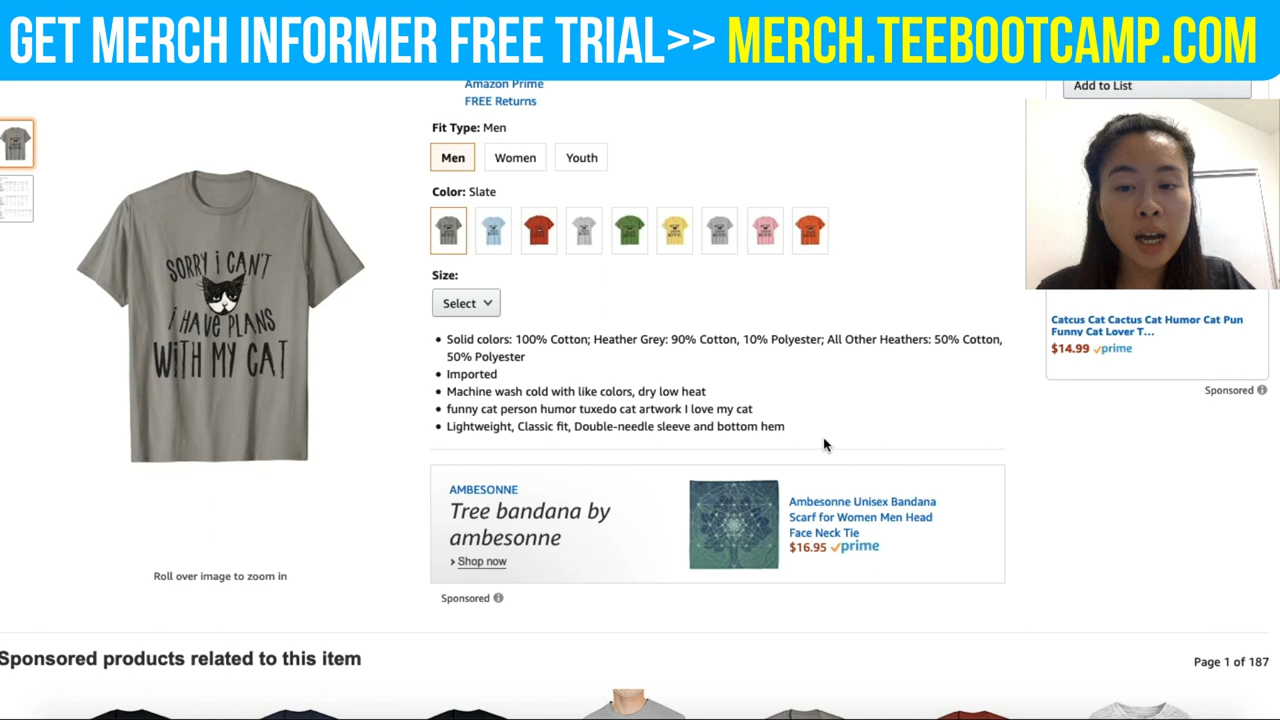 GET MERCH INFORMER FREE TRIAL>> MERCH.TEEBOOTCAMP.COM
Amazon Prime
FREE Returns
Add to List
Fit Type: Men
Men
Women
Youth
Color: Slate
SORRY i CAN'T
i HAVE PLANS
WiTH MY CAT
Size:
Select
• Solid colors: 100% Cotton; Heather Grey: 90% Cotton, 10% Polyester; All Other Heathers: 50% Cotton,
50% Polyester
• Imported
• Machine wash cold with like colors, dry low heat
• funny cat person humor tuxedo cat artwork I love my cat
• Lightweight, Classic fit, Double-needle sleeve and bottom hem
Catcus Cat Cactus Cat Humor Cat Pun
Funny Cat Lover T...
$14.99 prime
Sponsored
AMBESONNE
Tree bandana by
ambesonne
› Shop now
Ambesonne Unisex Bandana
Scarf for Women Men Head
Face Neck Tie
$16.95 prime
Roll over image to zoom in
Sponsored
Sponsored products related to this item
Page 1 of 187